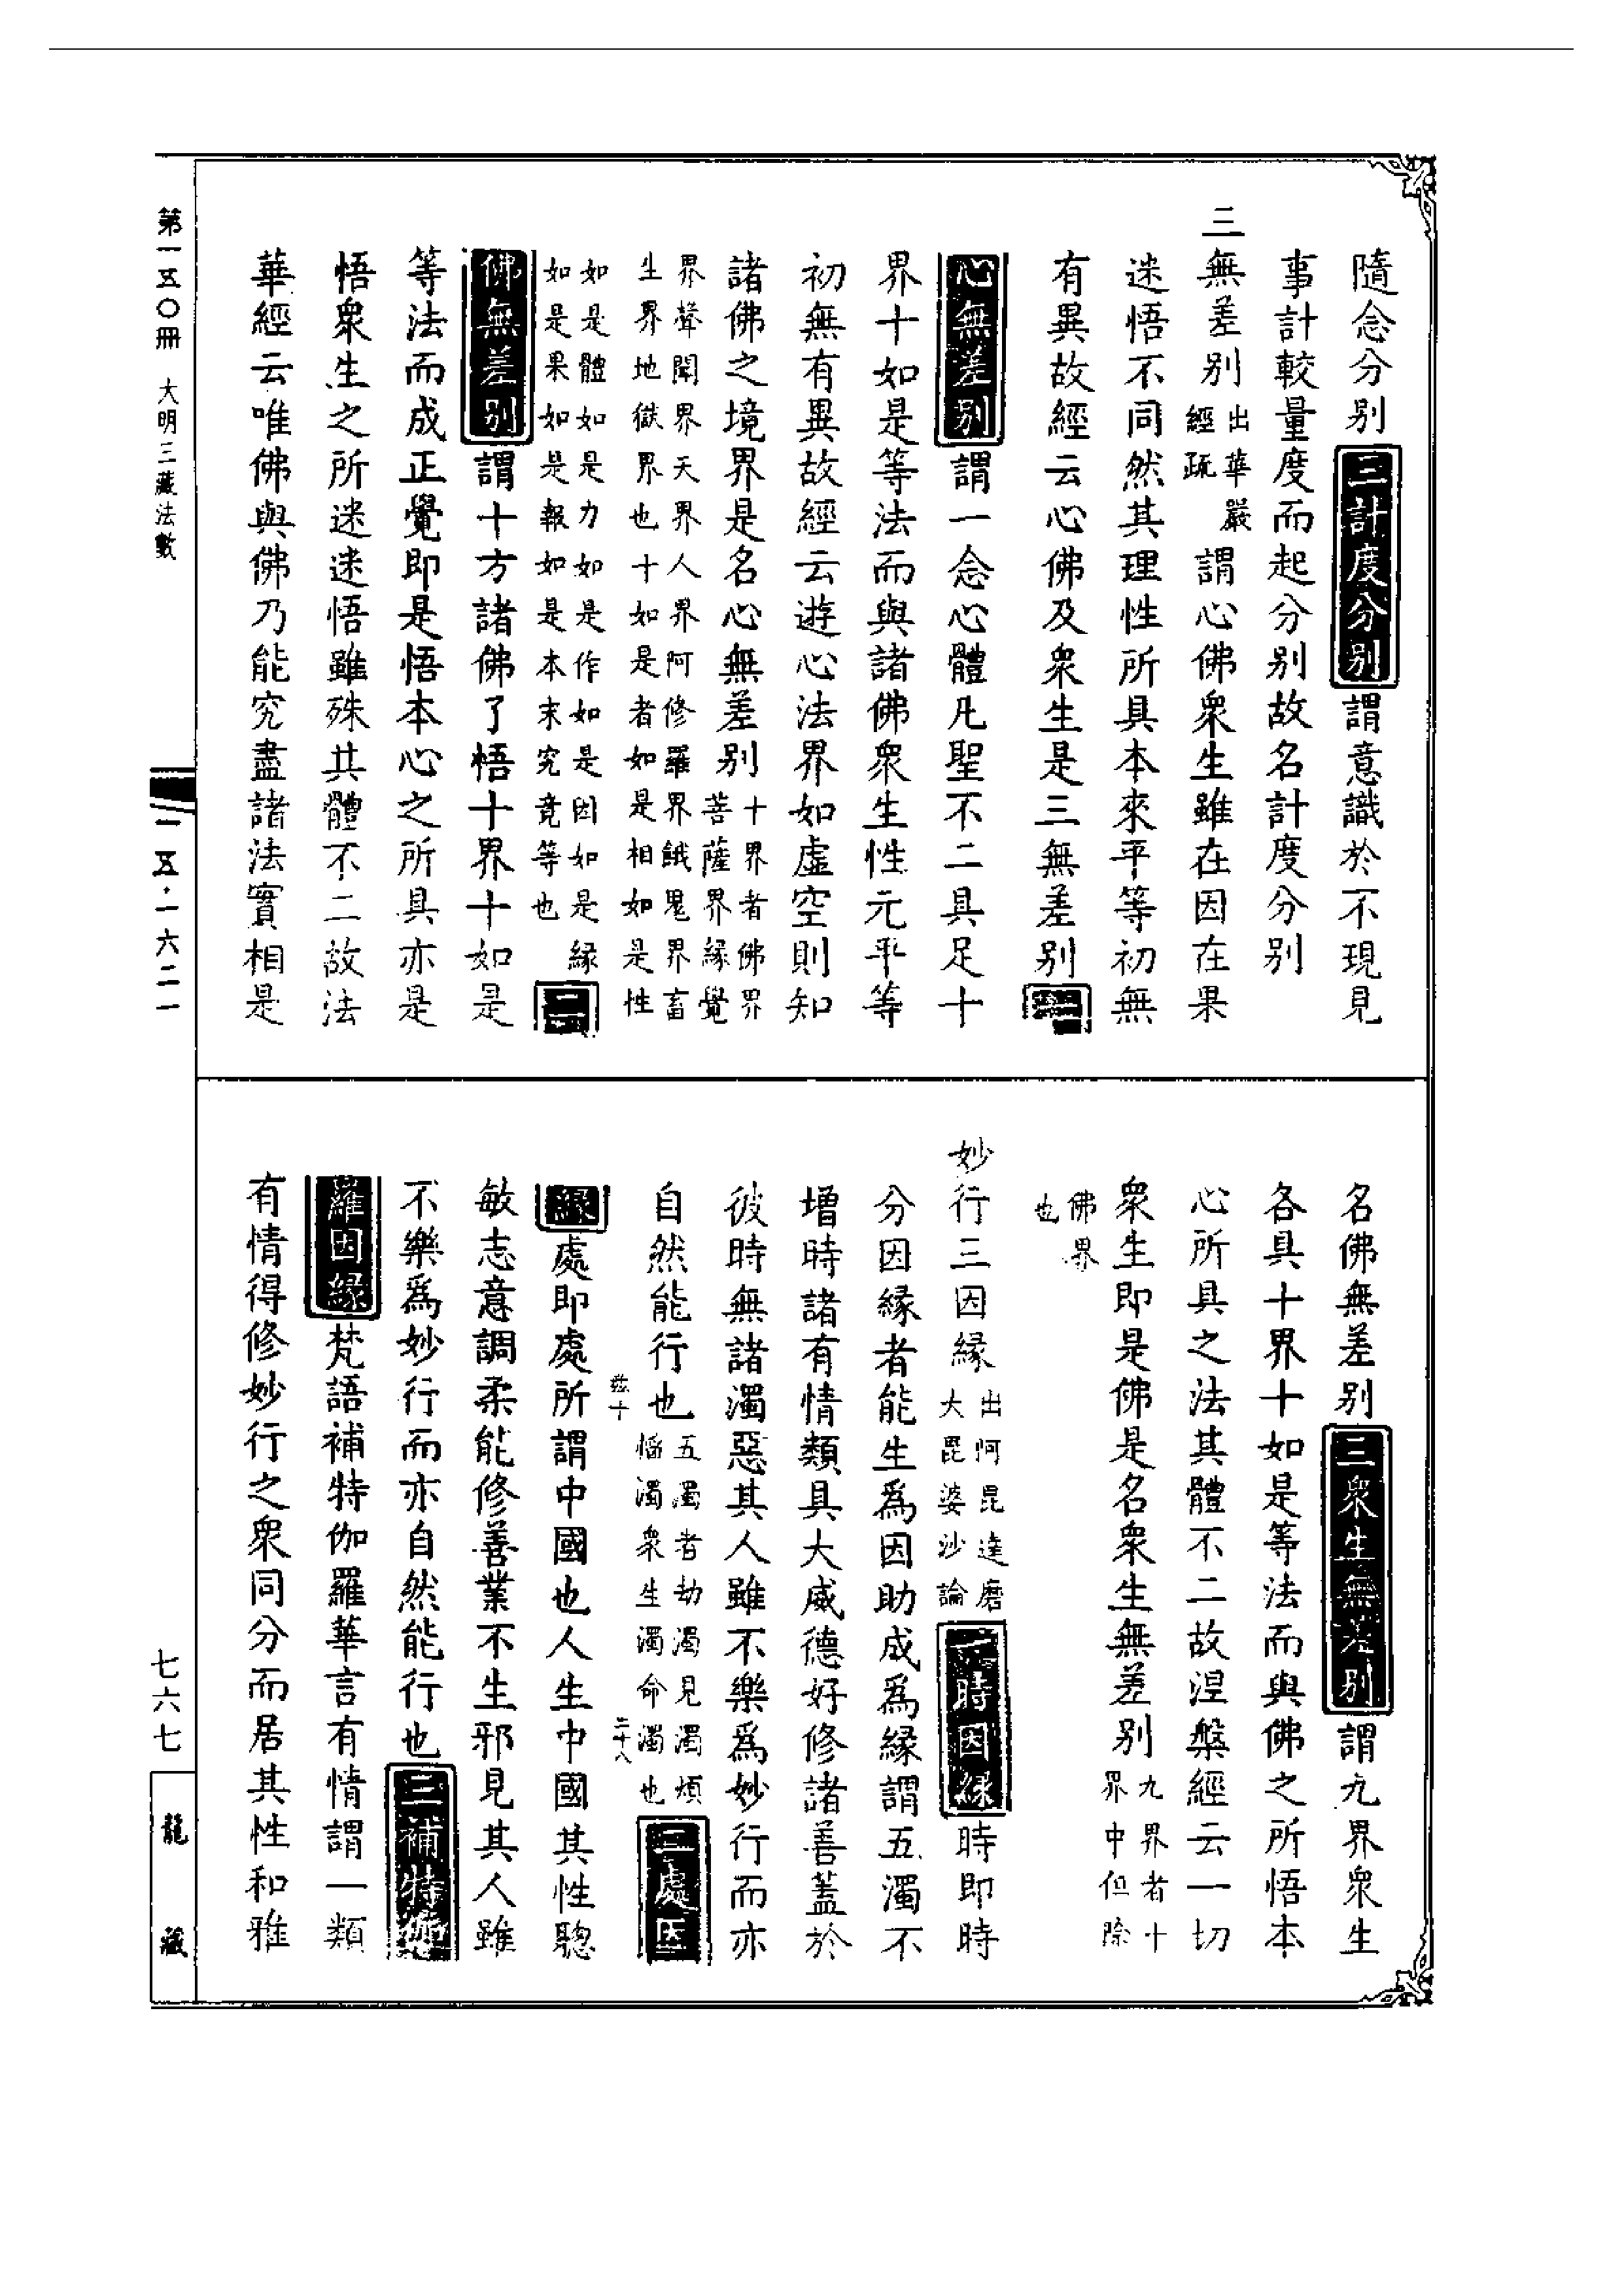 隨念分别三計度分别謂意識於不現見
事計較量度而起分别故名計度分别
三無差别出華嚴經疏謂心佛衆生雖在因在果
迷悟不同然其理性所具本來平等初無
有異故經云心佛及衆生是三無差别一
心無差别謂一念心體凡聖不二具足十
界十如是等法而與諸佛衆生性元平等
初無有異故經云遊心法界如虛空則知
諸佛之境界是名心無差别十界者佛界菩薩界緣覺
界聲聞界天界人界阿修羅界餓鬼界畜生界地獄界也十如是者如是相如是性
如是體如是力如是作如是因如是緣如是果如是報如是本末究竟等也二
佛無差别謂十方諸佛了悟十界十如是
等法而成正覺即是悟本心之所具亦是
悟衆生之所迷迷悟雖殊其體不二故法
華經云唯佛與佛乃能究盡諸法實相是
名佛無差别三衆生無差别謂九界衆生
各具十界十如是等法而與佛之所悟本
心所具之法其體不二故涅槃經云一切
衆生即是佛是名衆生無差别九界者十界中但除
佛界也
妙行三因緣出阿毘達磨大毘婆沙論一時因緣時即時
分因緣者能生爲因助成爲緣謂五濁不
增時諸有情類具大威德好修諸善蓋於
彼時無諸濁惡其人雖不樂爲妙行而亦
自然能行也五濁者劫濁見濁煩惱濁衆生濁命濁也二處因
茲十
二十八
緣處即處所謂中國也人生中國其性聰
敏志意調柔能修善業不生邪見其人雖
不樂爲妙行而亦自然能行也三補特伽
羅因緣梵語補特伽羅華言有情謂一類
有情得修妙行之衆同分而居其性和雅
第一五〇冊 大明三藏法數
一五·一六二一
七六七
龍藏